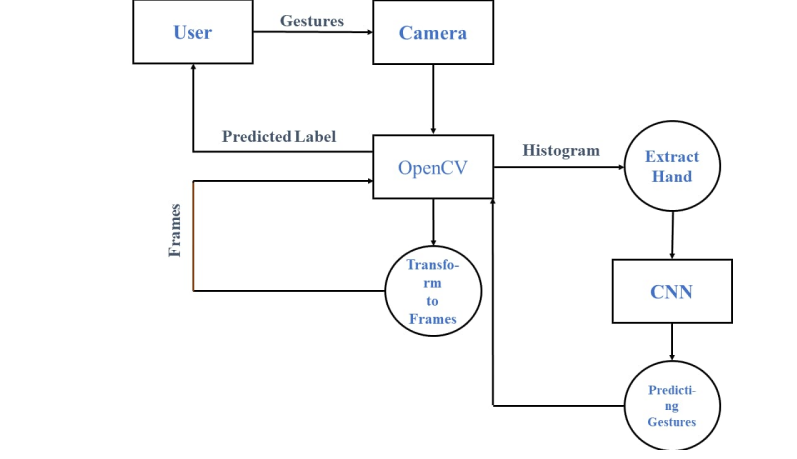 User
Gestures
Camera
Predicted Label
OpenCV
Histogram
Extract
Hand
Frames
Transfo-
rm
to
Frames
CNN
Predicti-
ng
Gestures